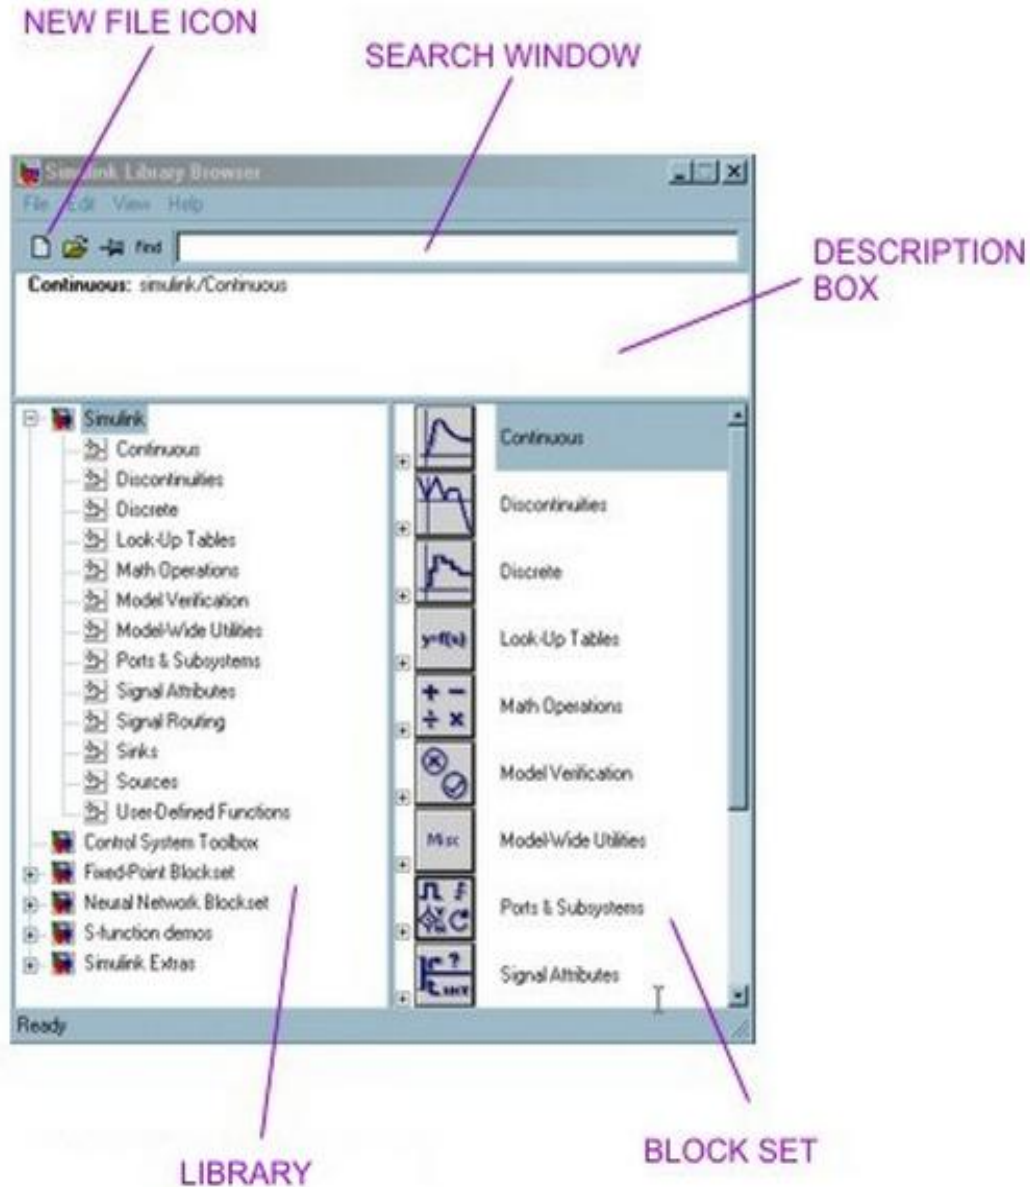 NEW FILE ICON
SEARCH WINDOW
Simulink Library Browser
File Edit View Help
find
DESCRIPTION
BOX
Continuous: simulink/Continuous
Simulink
Continuous
Discontinuities
Discrete
Look-Up Tables
Math Operations
Model Verification
Model-Wide Utilities
Ports & Subsystems
Signal Attributes
Signal Routing
Sinks
Sources
User-Defined Functions
Control System Toolbox
Fixed-Point Blockset
Neural Network Blockset
S-function demos
Simulink Extras
Continuous
Discontinuities
Discrete
y=f(x) Look-Up Tables
+ − ÷ × Math Operations
Model Verification
Misc Model-Wide Utilities
Ports & Subsystems
? INT Signal Attributes
Ready
LIBRARY
BLOCK SET